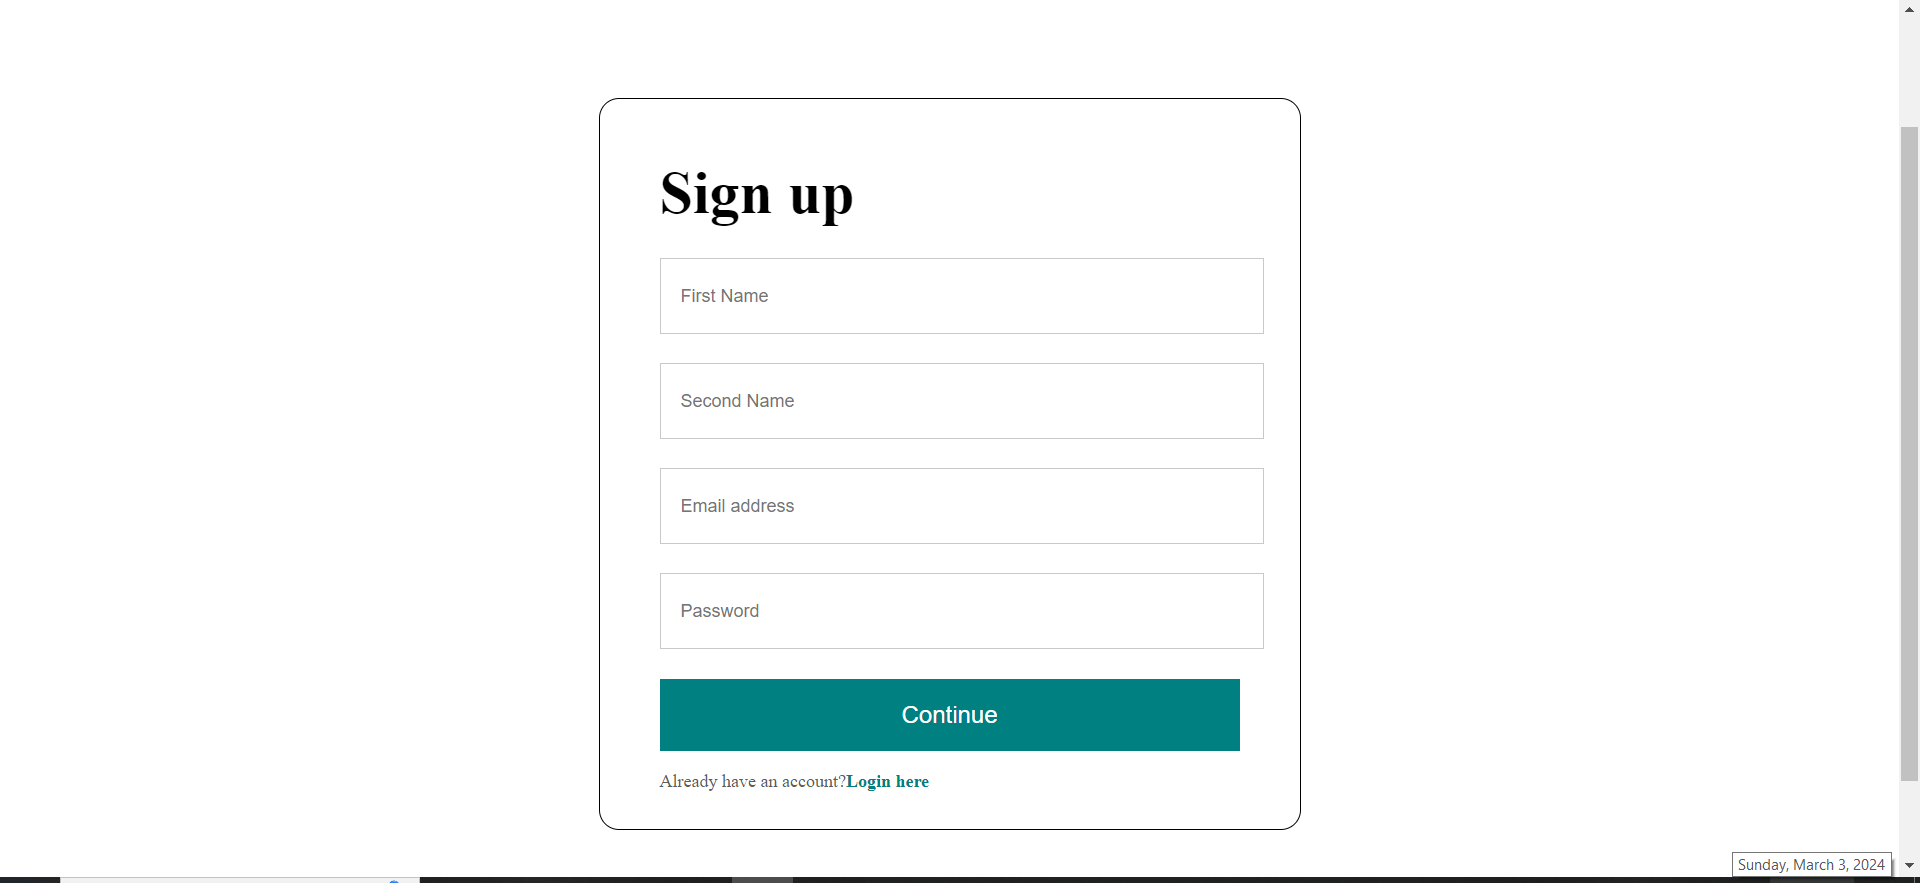 Sign up
First Name
Second Name
Email address
Password
Continue
Already have an account?Login here
Sunday, March 3, 2024